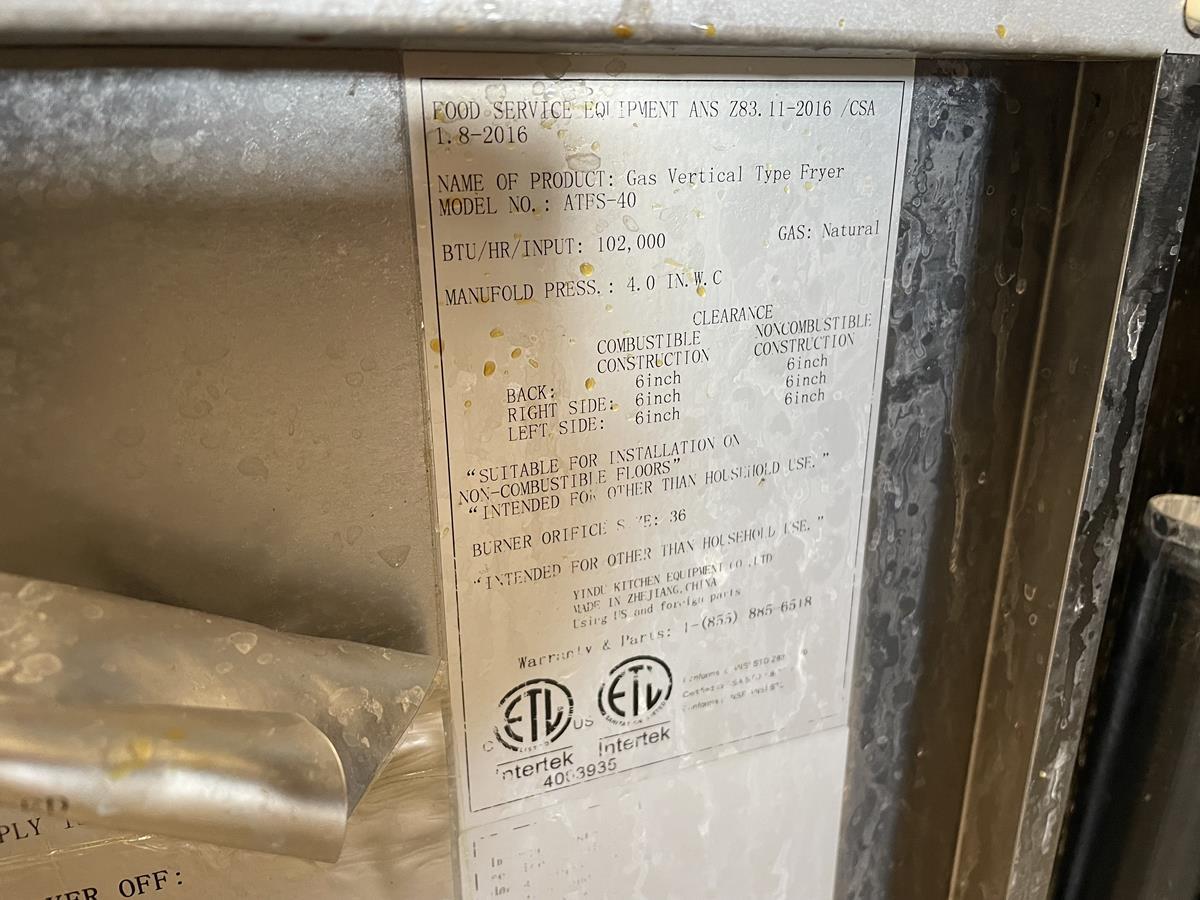 FOOD SERVICE EQUIPMENT ANS Z83.11-2016 /CSA
1.8-2016
NAME OF PRODUCT: Gas Vertical Type Fryer
MODEL NO.: ATFS-40
BTU/HR/INPUT: 102,000
GAS: Natural
MANUFOLD PRESS.: 4.0 IN.W.C
CLEARANCE
COMBUSTIBLE NONCOMBUSTIBLE
CONSTRUCTION CONSTRUCTION
BACK: 6inch 6inch
RIGHT SIDE: 6inch 6inch
LEFT SIDE: 6inch 6inch
“SUITABLE FOR INSTALLATION ON
NON-COMBUSTIBLE FLOORS”
“INTENDED FOR OTHER THAN HOUSEHOLD USE.”
BURNER ORIFICE SIZE: 36
“INTENDED FOR OTHER THAN HOUSEHOLD USE.”
YINDU KITCHEN EQUIPMENT CO.,LTD
MADE IN ZHEJIANG,CHINA
Using US and foreign parts
Warranty & Parts: 1-(855) 885-6518
C ETL LISTED US
ETL SANITATION LISTED
Intertek Intertek
PLY
OFF: